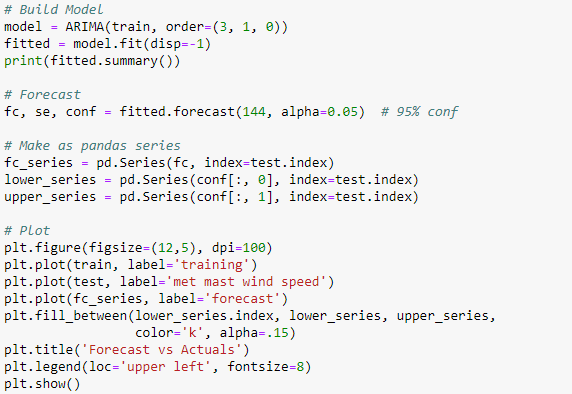 # Build Model
model = ARIMA(train, order=(3, 1, 0))
fitted = model.fit(disp=-1)
print(fitted.summary())
# Forecast
fc, se, conf = fitted.forecast(144, alpha=0.05)  # 95% conf
# Make as pandas series
fc_series = pd.Series(fc, index=test.index)
lower_series = pd.Series(conf[:, 0], index=test.index)
upper_series = pd.Series(conf[:, 1], index=test.index)
# Plot
plt.figure(figsize=(12,5), dpi=100)
plt.plot(train, label='training')
plt.plot(test, label='met mast wind speed')
plt.plot(fc_series, label='forecast')
plt.fill_between(lower_series.index, lower_series, upper_series,
                 color='k', alpha=.15)
plt.title('Forecast vs Actuals')
plt.legend(loc='upper left', fontsize=8)
plt.show()